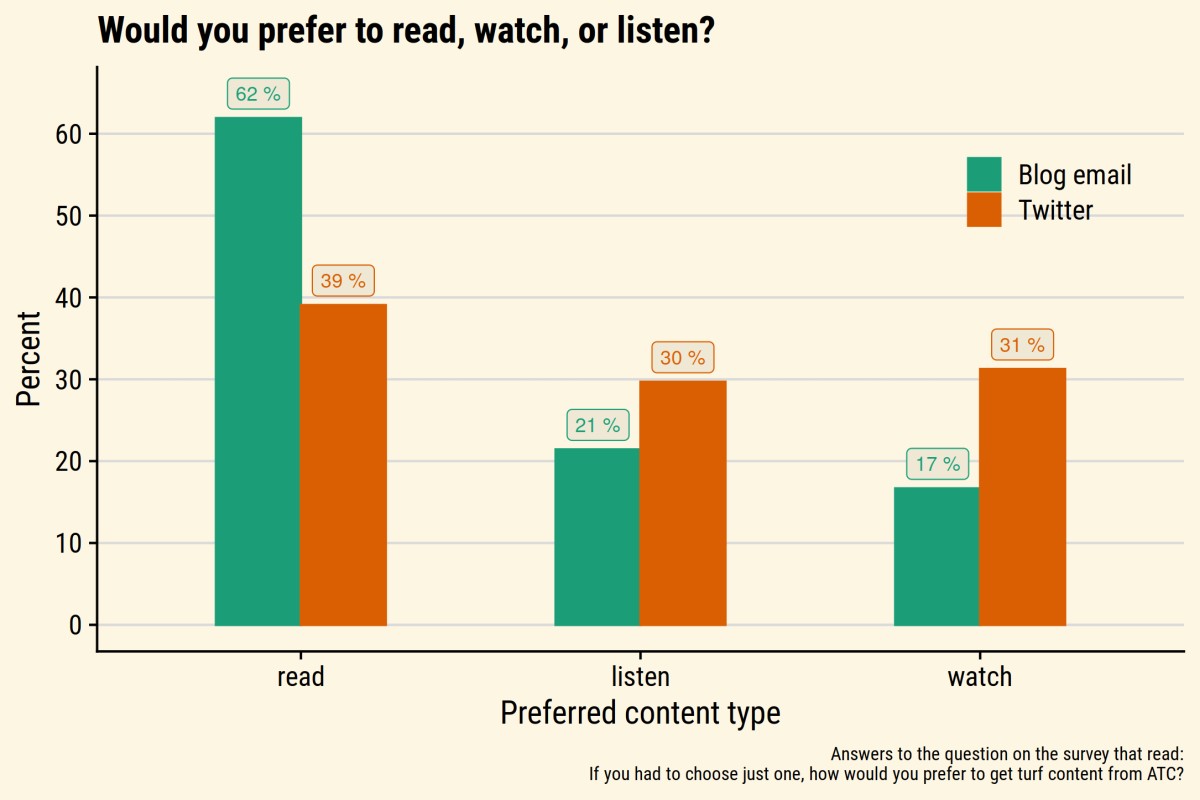 Would you prefer to read, watch, or listen?
62 %
39 %
21 %
30 %
17 %
31 %
Blog email
Twitter
60
50
40
30
20
10
0
Percent
read
listen
watch
Preferred content type
Answers to the question on the survey that read:
If you had to choose just one, how would you prefer to get turf content from ATC?